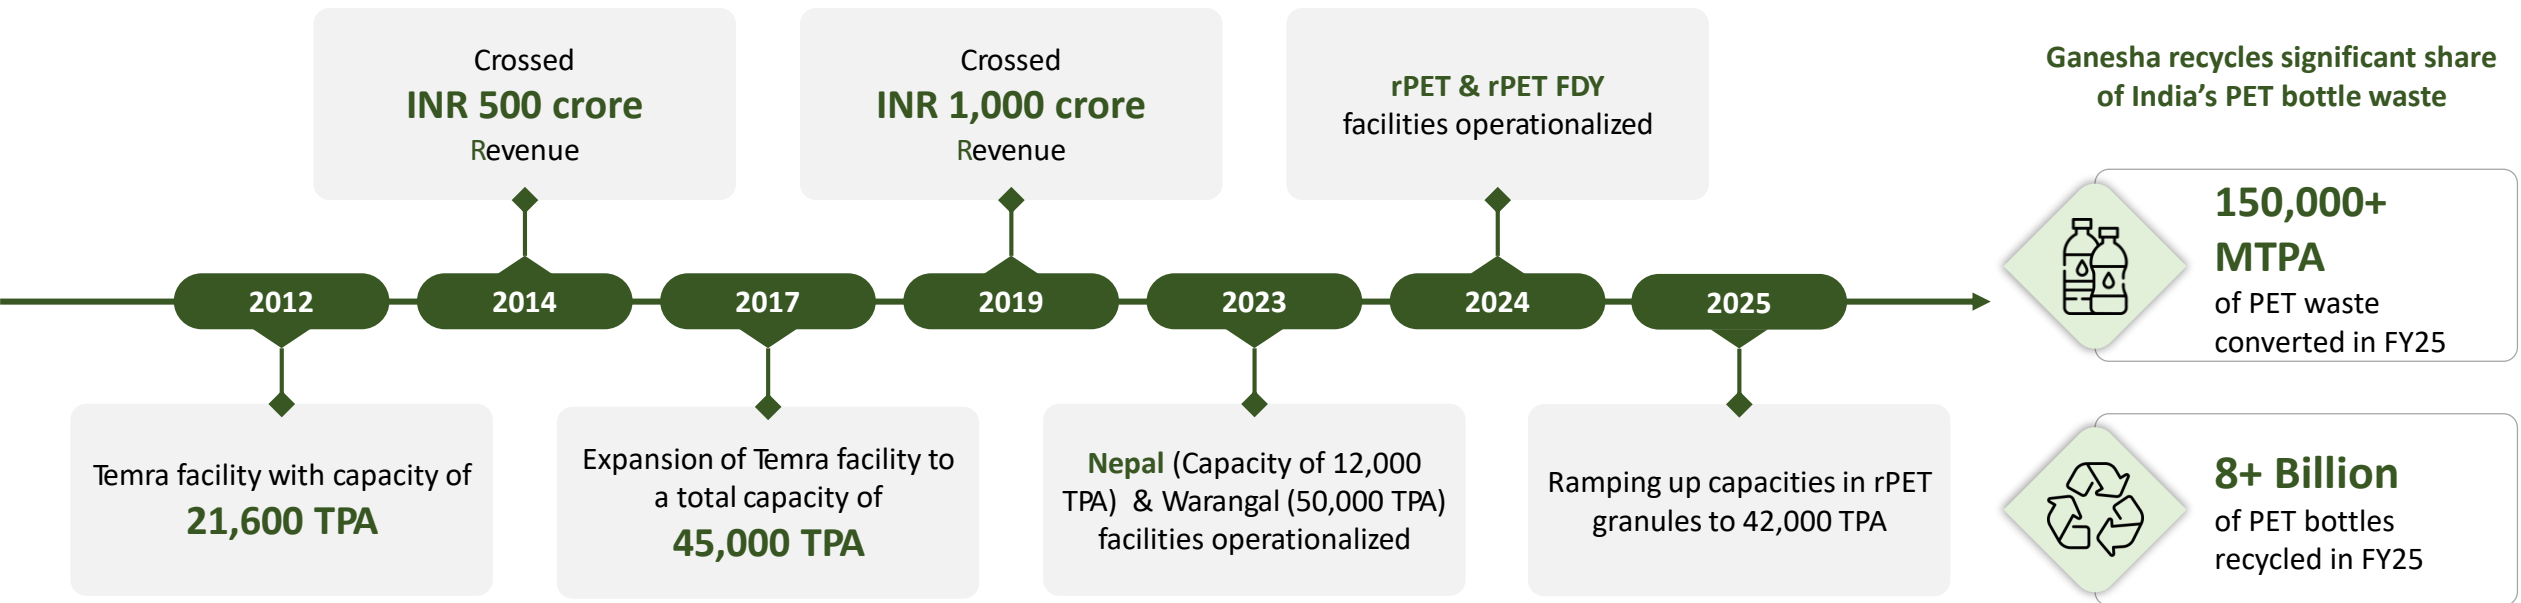 Crossed
INR 500 crore
Revenue
Crossed
INR 1,000 crore
Revenue
rPET & rPET FDY
facilities operationalized
Ganesha recycles significant share
of India’s PET bottle waste
2012
2014
2017
2019
2023
2024
2025
Temra facility with capacity of
21,600 TPA
Expansion of Temra facility to
a total capacity of
45,000 TPA
Nepal (Capacity of 12,000
TPA) & Warangal (50,000 TPA)
facilities operationalized
Ramping up capacities in rPET
granules to 42,000 TPA
150,000+
MTPA
of PET waste
converted in FY25
8+ Billion
of PET bottles
recycled in FY25